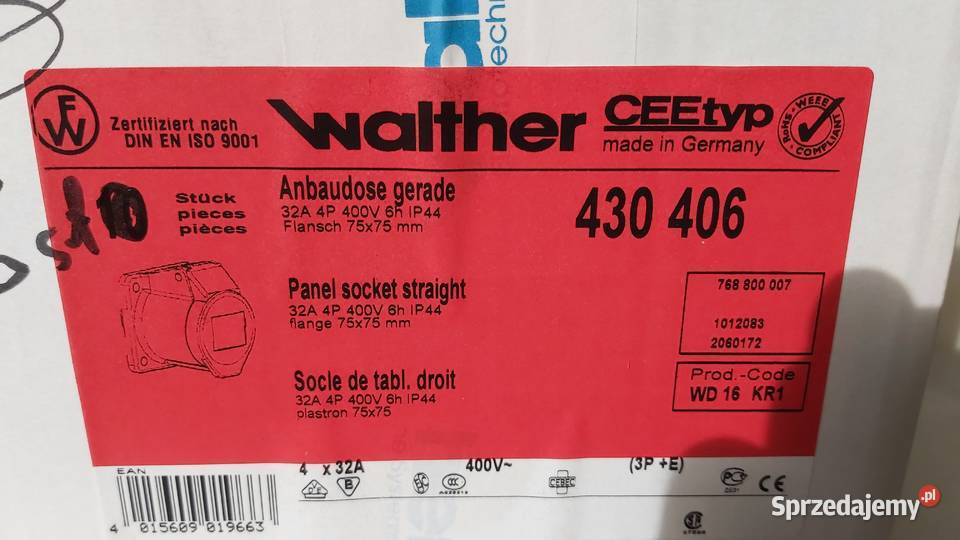 FW
Zertifiziert nach
DIN EN ISO 9001
Walther
CEEtyp
made in Germany
RoHS WEEE
COMPLIANT
10
Stück
pieces
pièces
Anbaudose gerade
32A 4P 400V 6h IP44
Flansch 75x75 mm
430 406
Panel socket straight
32A 4P 400V 6h IP44
flange 75x75 mm
768 800 007
1012083
2060172
Socle de tabl. droit
32A 4P 400V 6h IP44
plastron 75x75
Prod.-Code
WD 16 KR1
EAN
4 x 32A
400V~
(3P +E)
CEBEC
CE
4 015609 019663
Sprzedajemy.pl